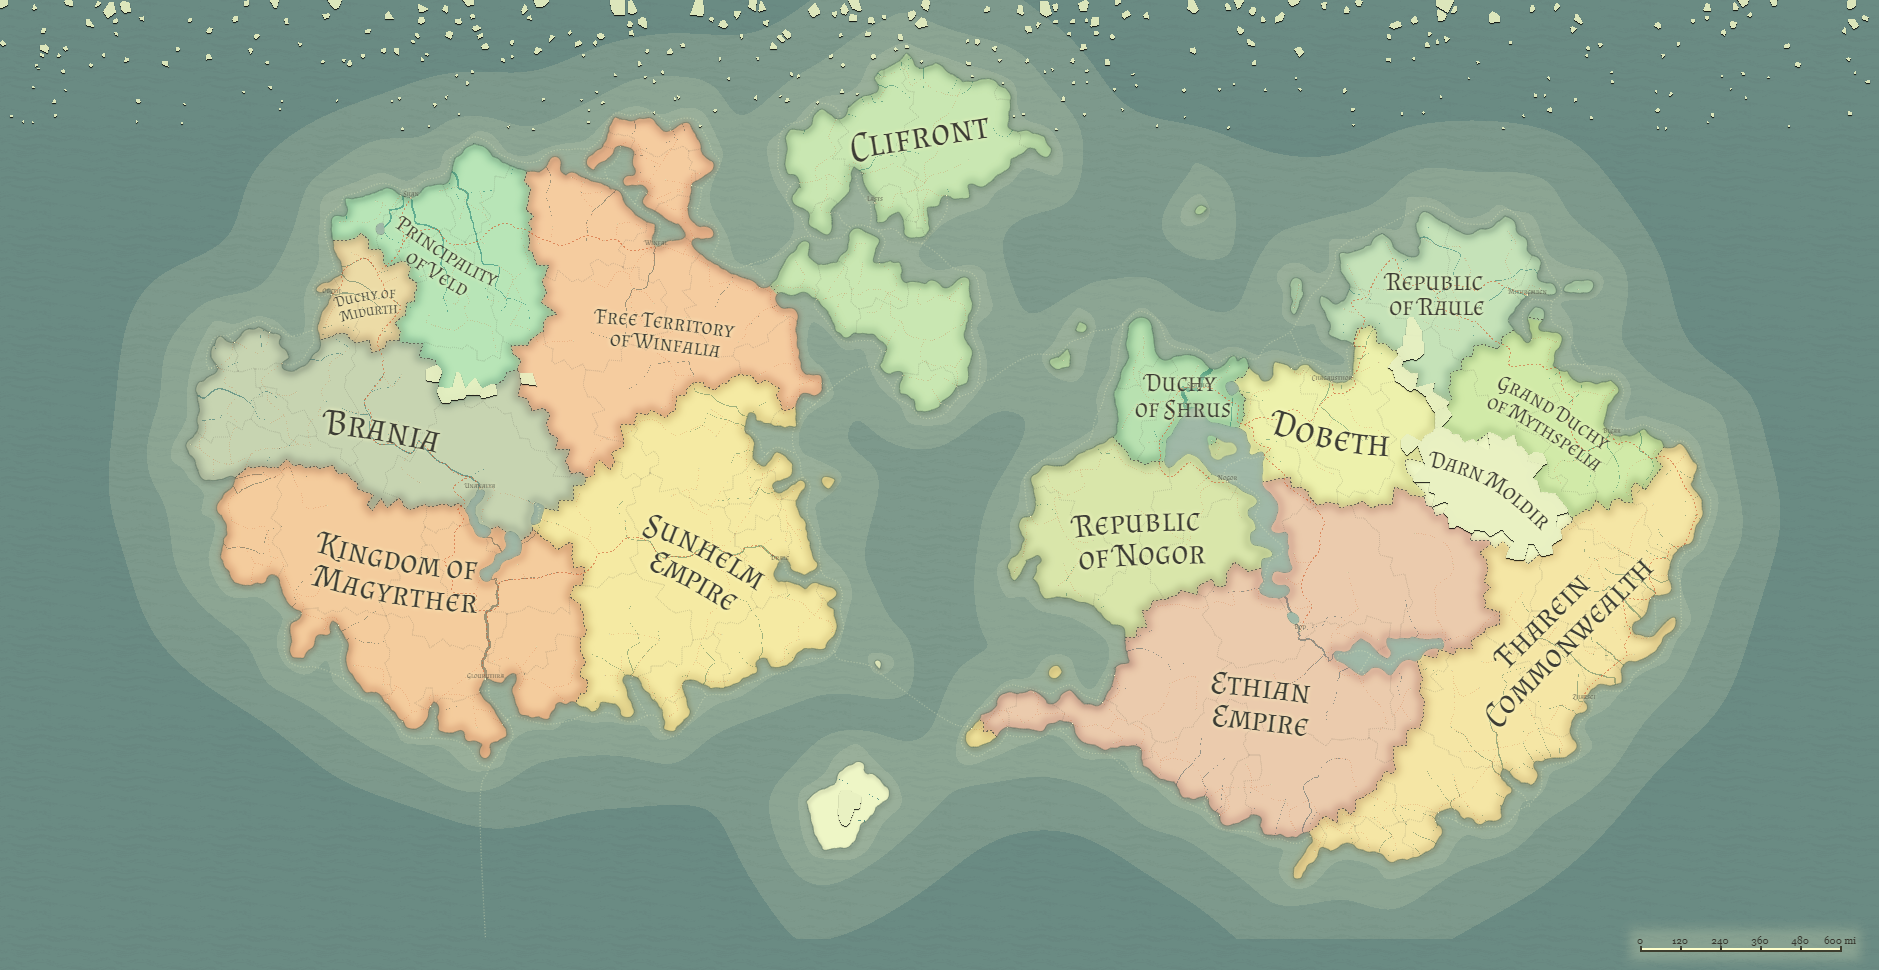 Clifront
Principality
of Veld
Duchy of
Midurth
Free Territory
of Winfalia
Republic
of Raule
Duchy
of Shrus
Grand Duchy
of Mythspelia
Brania
Dobeth
Darn Moldir
Kingdom of
Magyrther
Sunhelm
Empire
Republic
of Nogor
Nogor
Fharein
Commonwealth
Ethian
Empire
0 120 240 360 480 600 mi